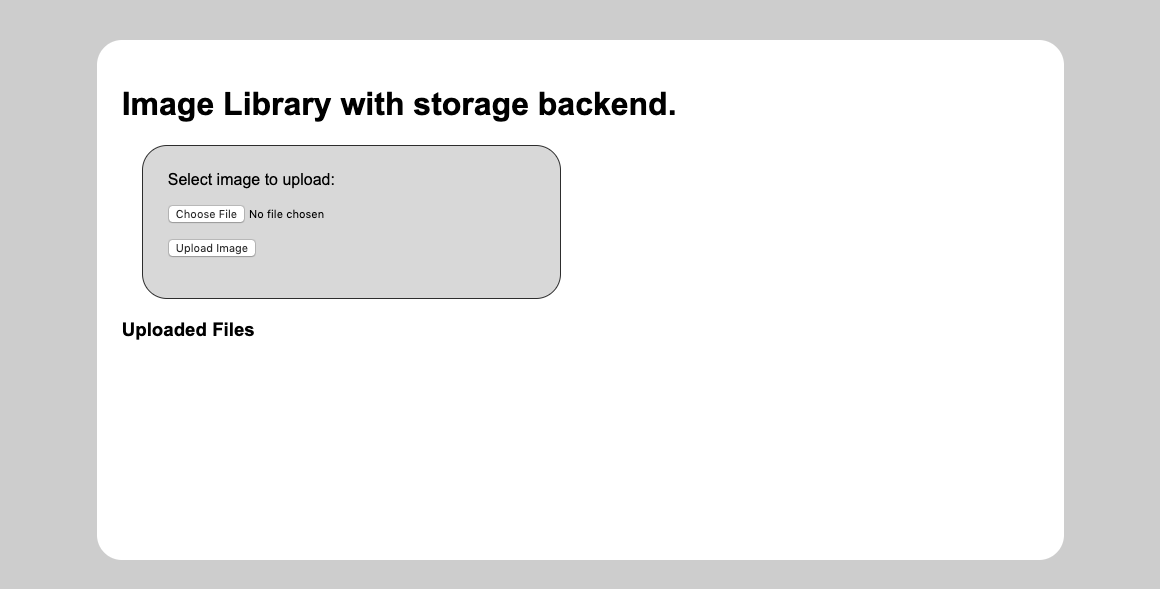 Image Library with storage backend.
Select image to upload:
Choose File No file chosen
Upload Image
Uploaded Files